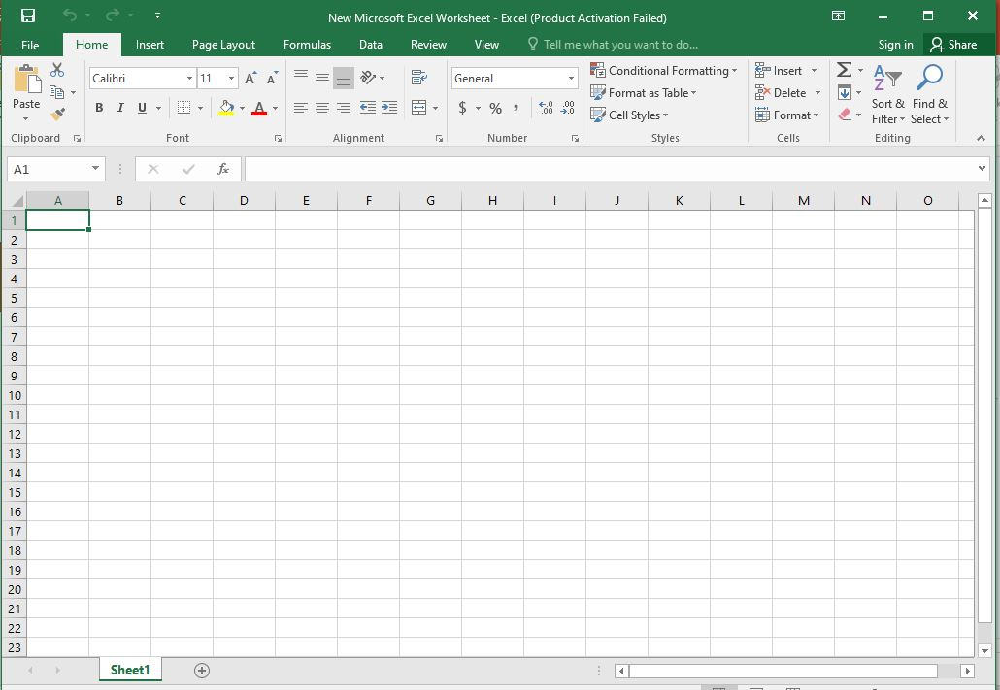 New Microsoft Excel Worksheet - Excel (Product Activation Failed)
File Home Insert Page Layout Formulas Data Review View Tell me what you want to do... Sign in Share
Paste
Calibri 11
B I U A
General
$ % ,
Conditional Formatting
Format as Table
Cell Styles
Insert
Delete
Format
Sort & Filter
Find & Select
Clipboard Font Alignment Number Styles Cells Editing
A1 fx
A B C D E F G H I J K L M N O
1
2
3
4
5
6
7
8
9
10
11
12
13
14
15
16
17
18
19
20
21
22
23
Sheet1